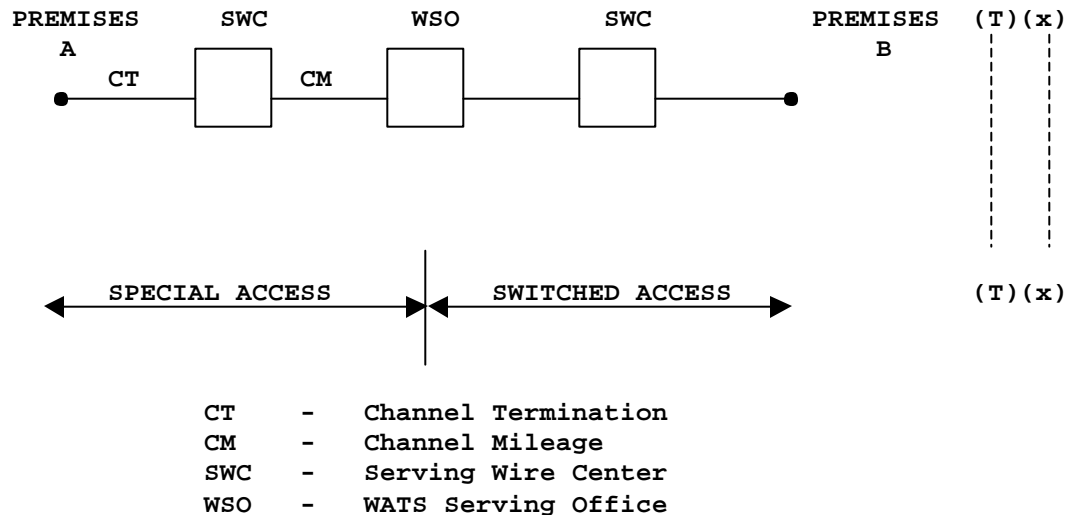 PREMISES SWC WSO SWC PREMISES (T)(x)
A B
CT CM
SPECIAL ACCESS SWITCHED ACCESS (T)(x)
CT - Channel Termination
CM - Channel Mileage
SWC - Serving Wire Center
WSO - WATS Serving Office